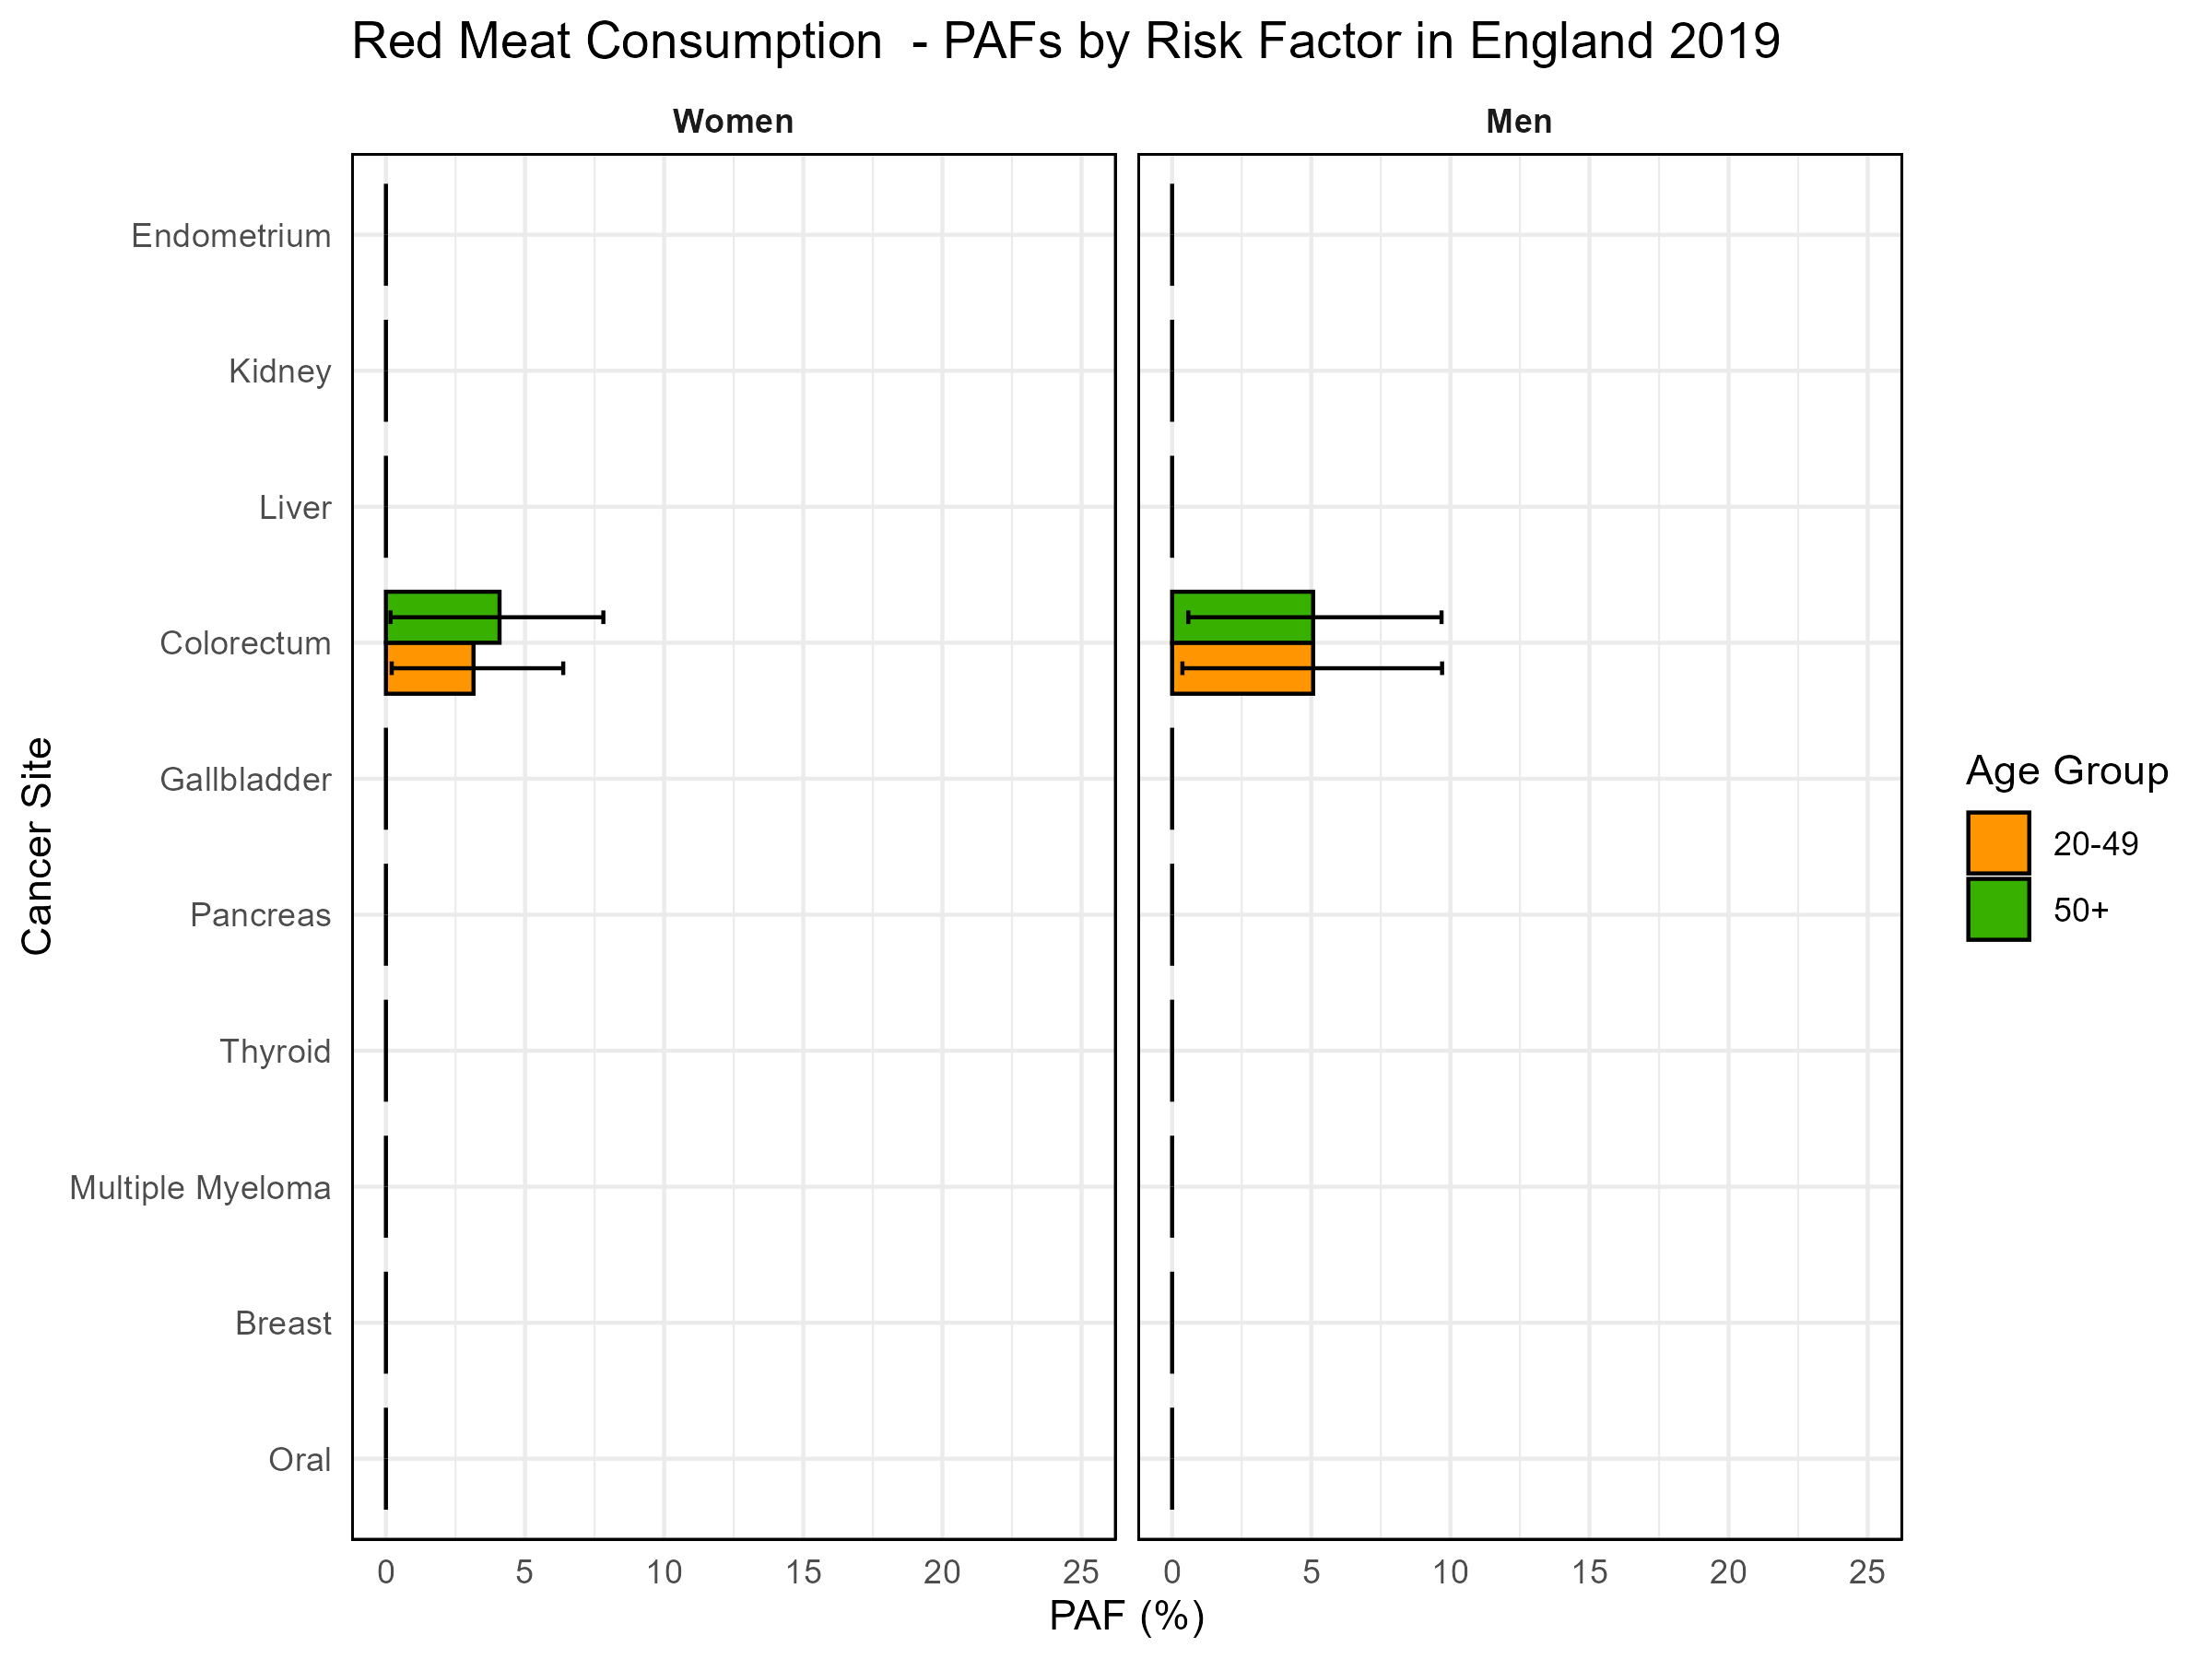 Red Meat Consumption  - PAFs by Risk Factor in England 2019
Women
Men
Endometrium
Kidney
Liver
Colorectum
Gallbladder
Pancreas
Thyroid
Multiple Myeloma
Breast
Oral
Cancer Site
0 5 10 15 20 25
0 5 10 15 20 25
PAF (%)
Age Group
20-49
50+